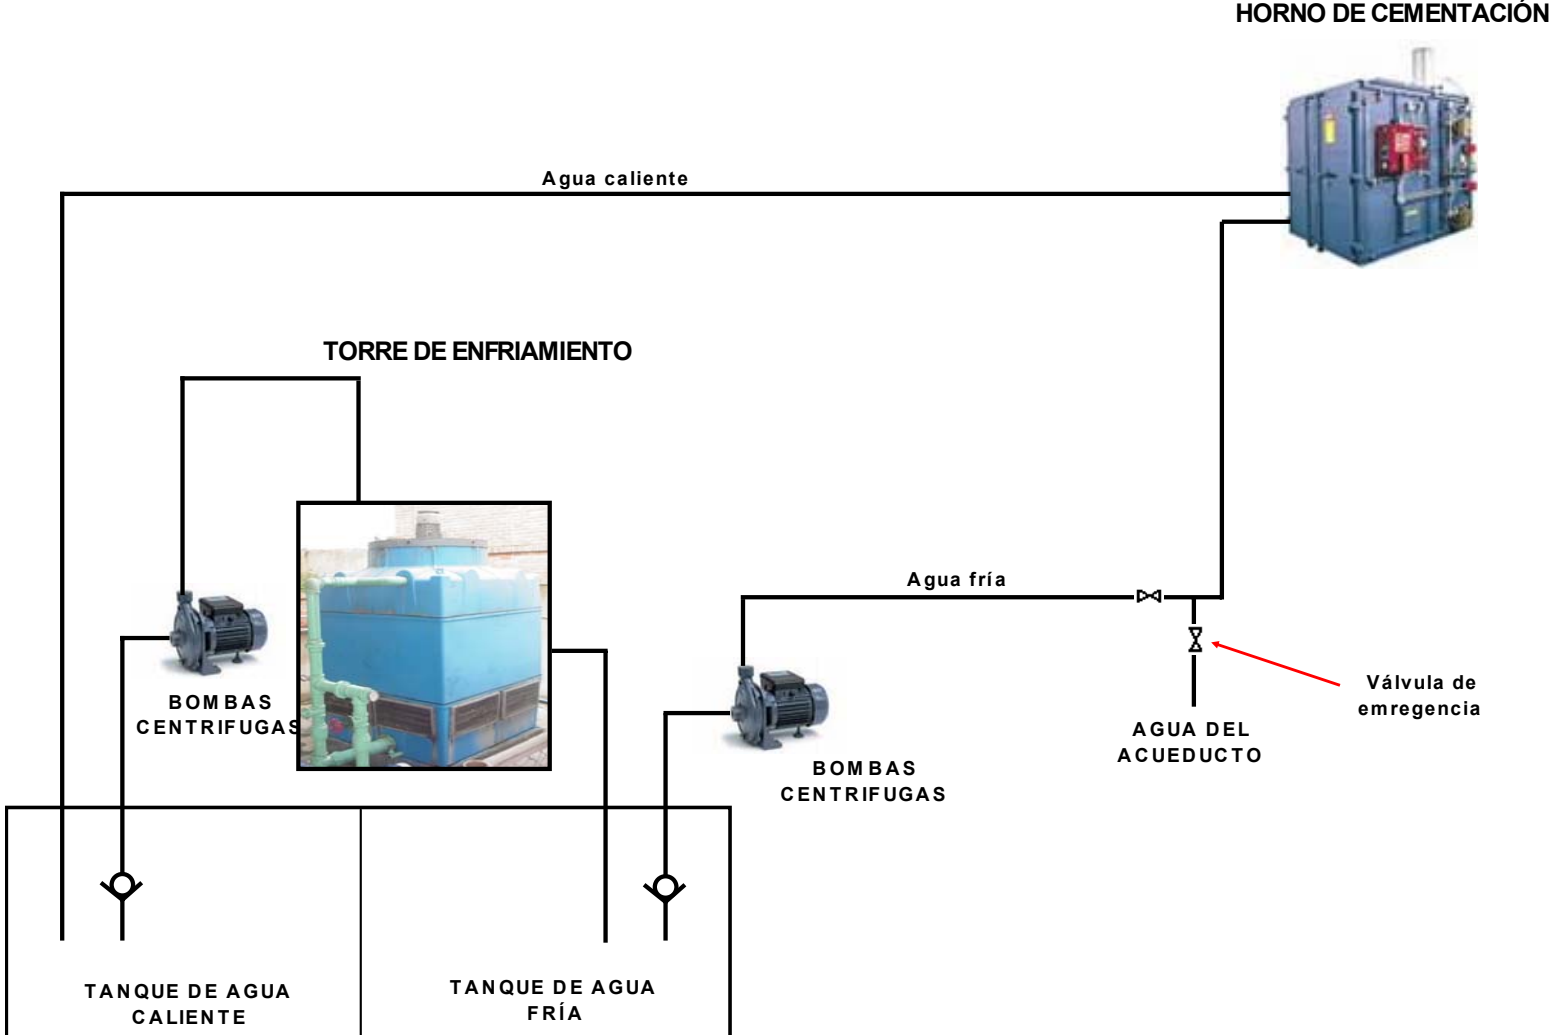 HORNO DE CEMENTACIÓN
Agua caliente
TORRE DE ENFRIAMIENTO
Agua fría
BOMBAS
CENTRIFUGAS
Válvula de
emregencia
AGUA DEL
ACUEDUCTO
BOMBAS
CENTRIFUGAS
TANQUE DE AGUA
CALIENTE
TANQUE DE AGUA
FRÍA